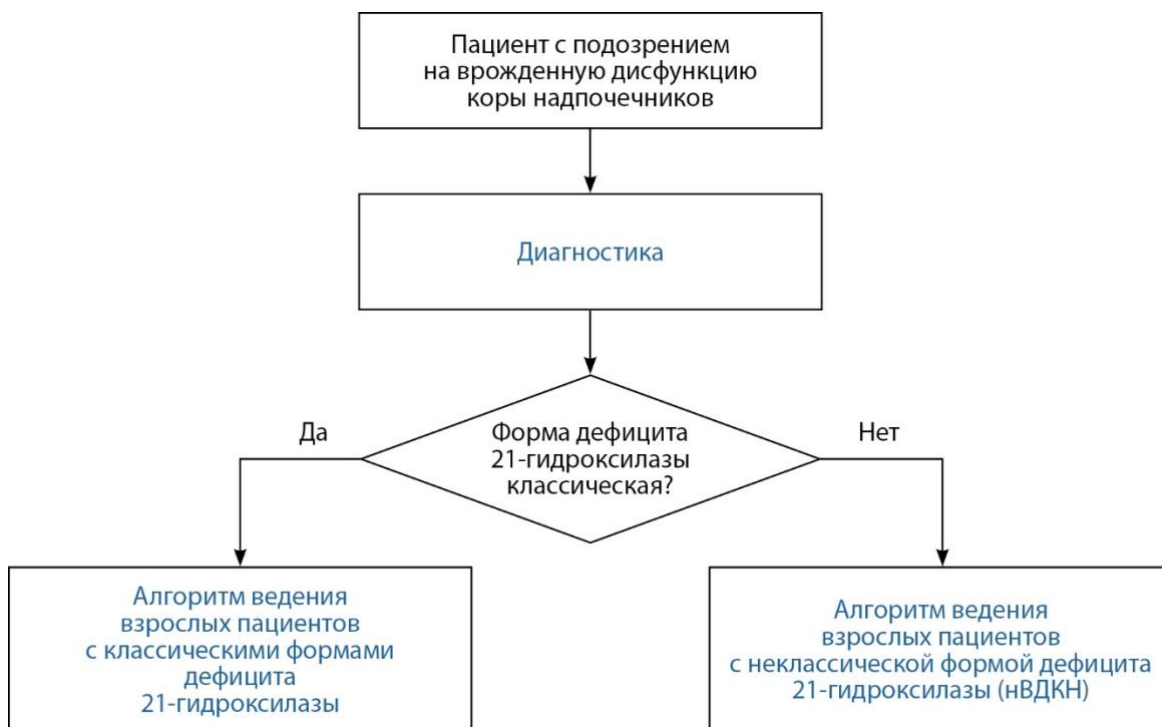 Пациент с подозрением
на врожденную дисфункцию
коры надпочечников
Диагностика
Форма дефицита
21-гидроксилазы
классическая?
Да
Нет
Алгоритм ведения
взрослых пациентов
с классическими формами
дефицита
21-гидроксилазы
Алгоритм ведения
взрослых пациентов
с неклассической формой дефицита
21-гидроксилазы (нВДКН)